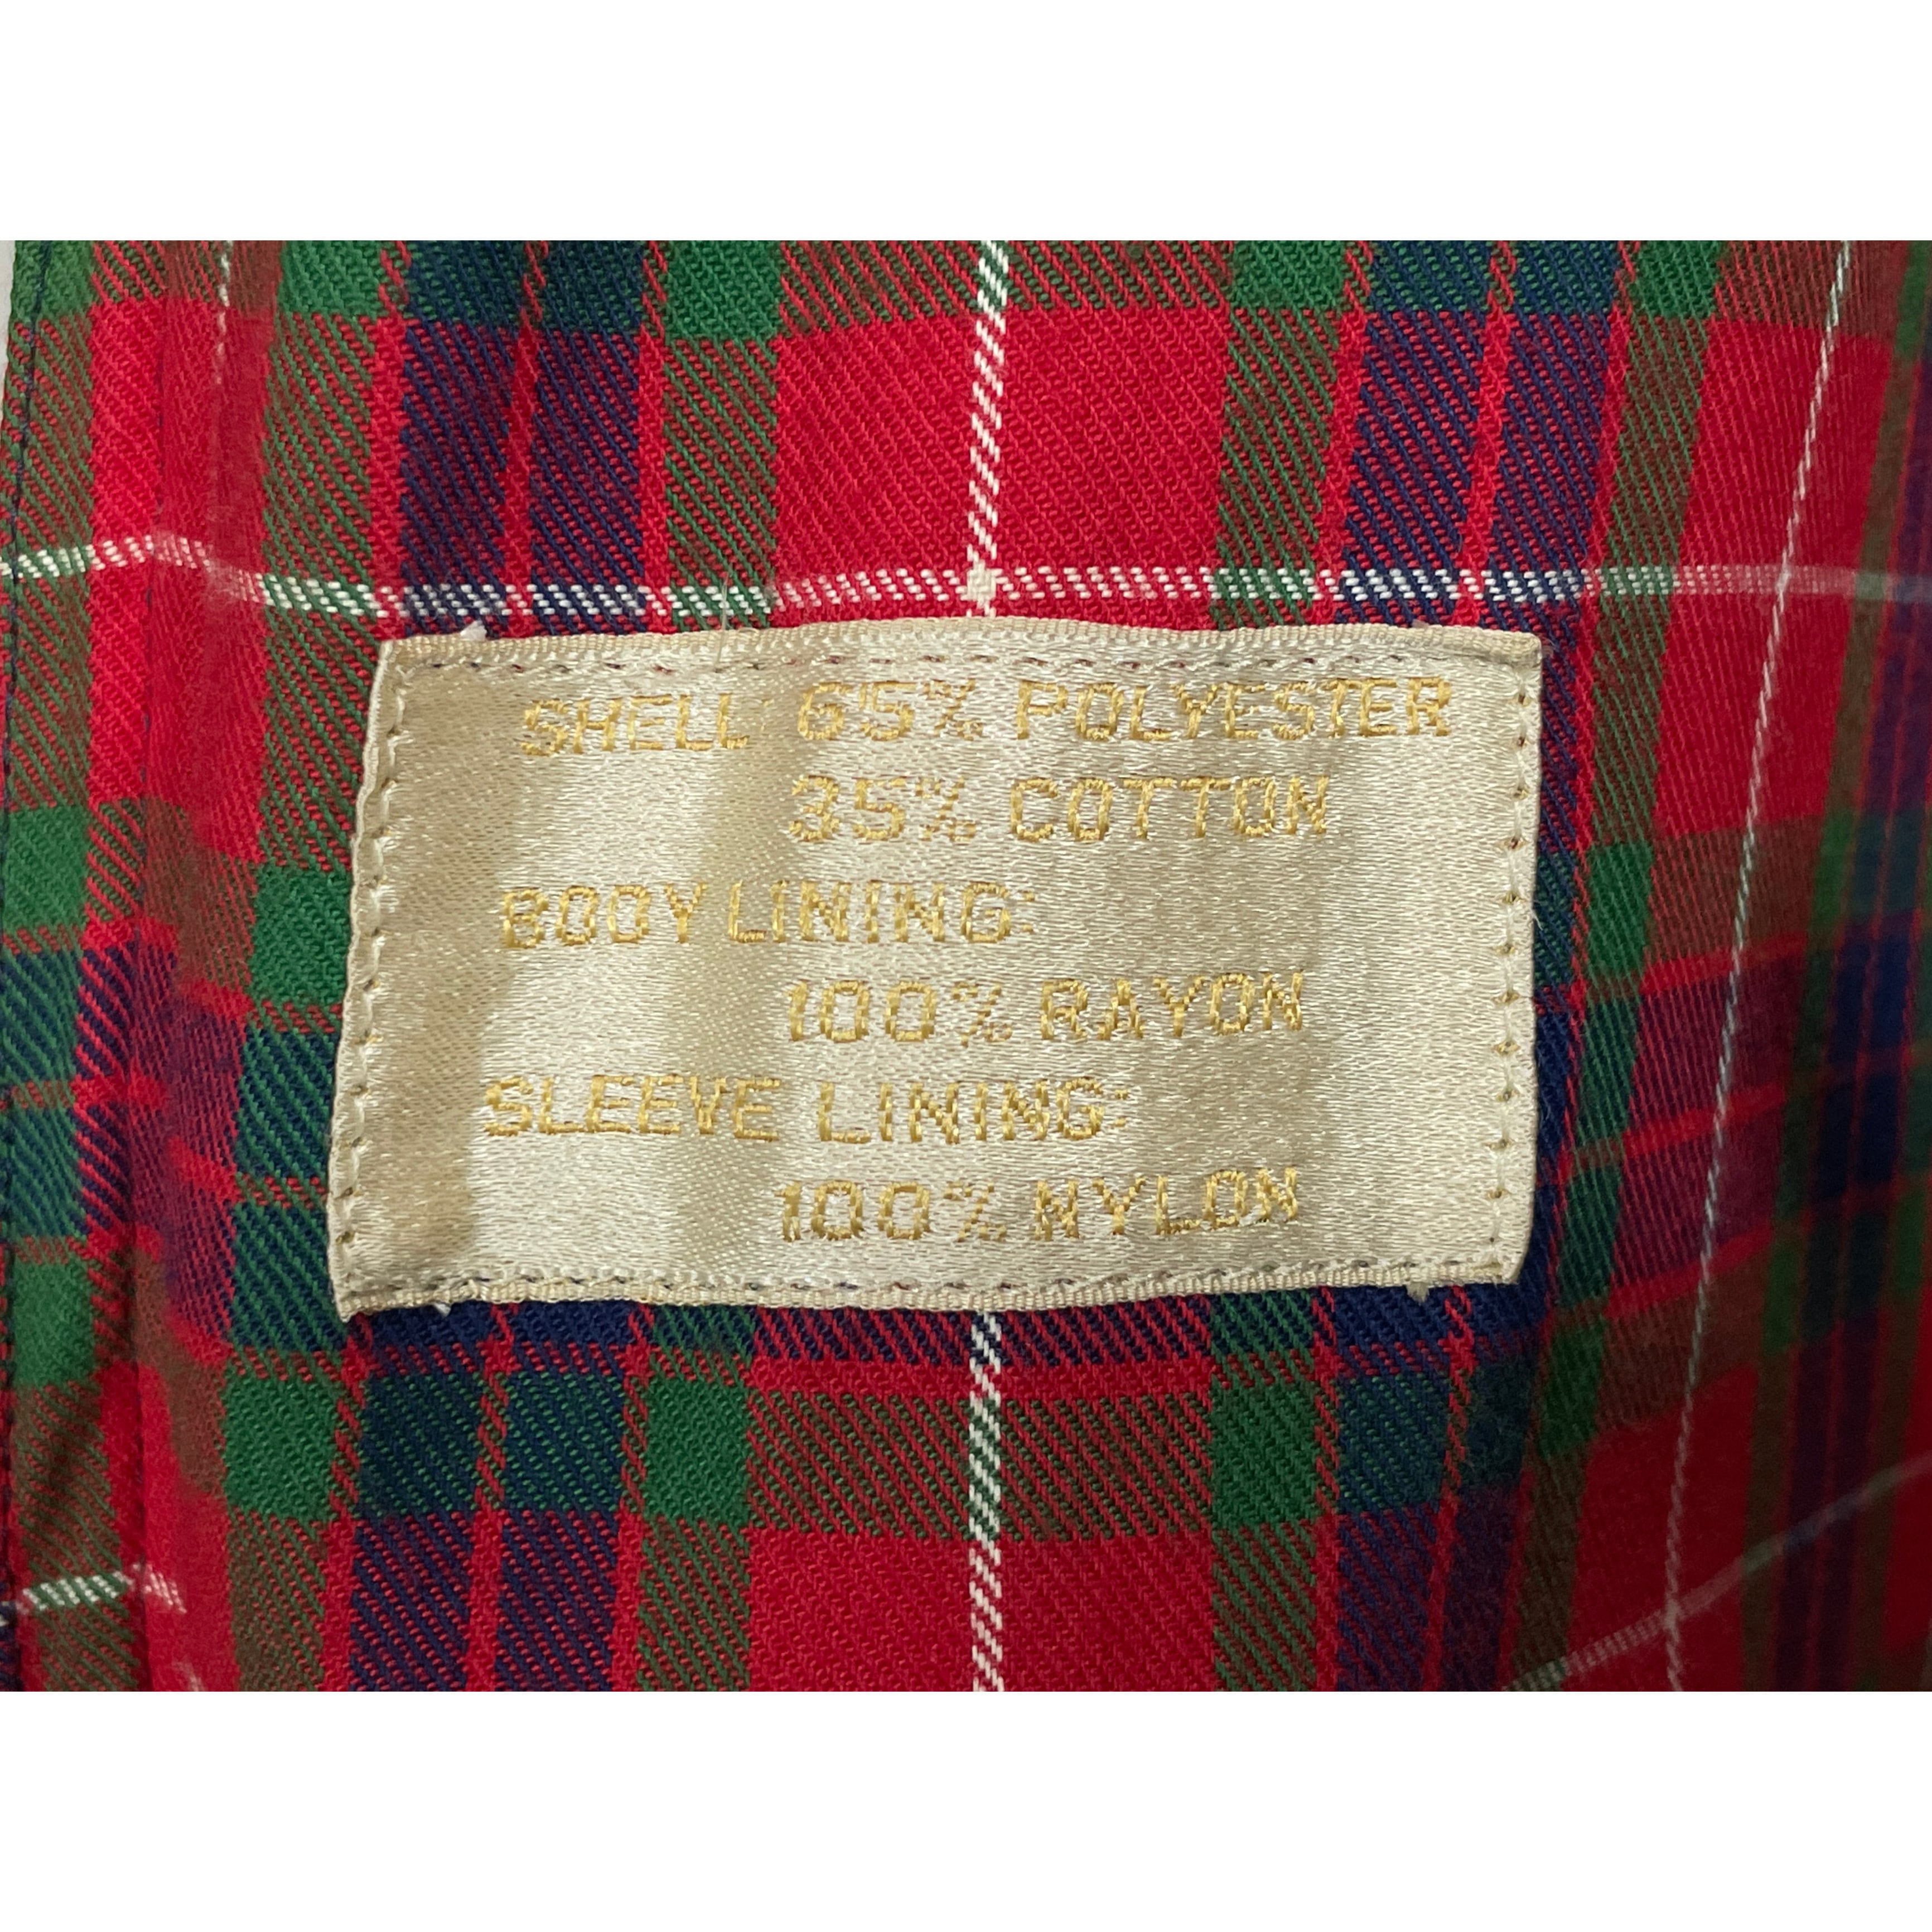 SHELL: 65% POLYESTER
35% COTTON
BODY LINING:
100% RAYON
SLEEVE LINING:
100% NYLON